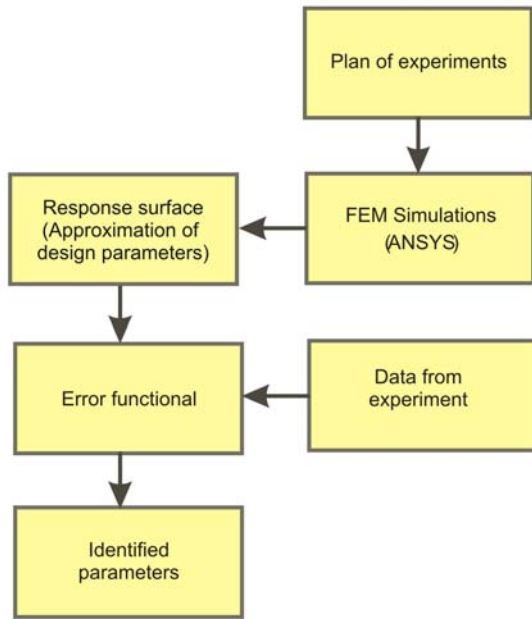 Plan of experiments
Response surface
(Approximation of
design parameters)
FEM Simulations
(ANSYS)
Error functional
Data from
experiment
Identified
parameters